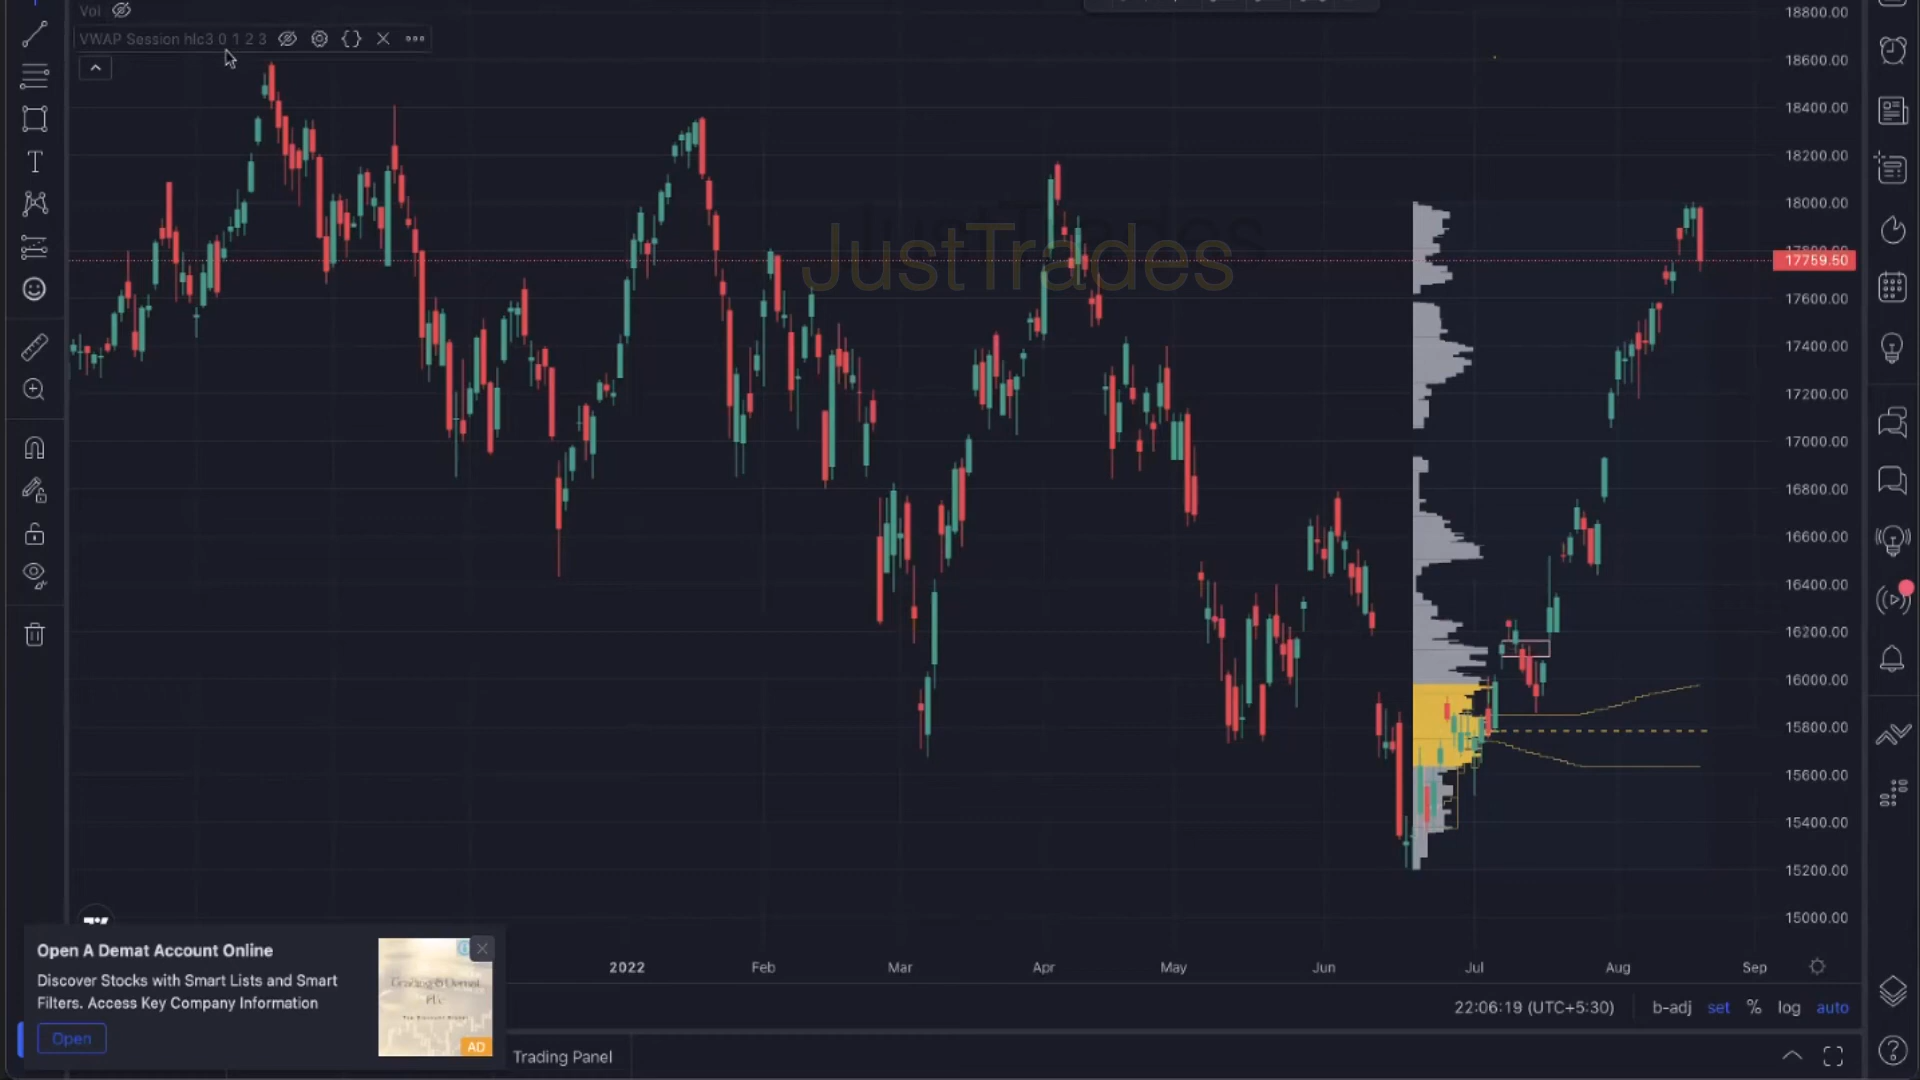 Vol
VWAP Session hlc3 0 1 2 3
JustTrades
18800.00
18600.00
18400.00
18200.00
18000.00
17759.50
17600.00
17400.00
17200.00
17000.00
16800.00
16600.00
16400.00
16200.00
16000.00
15800.00
15600.00
15400.00
15200.00
15000.00
2022 Feb Mar Apr May Jun Jul Aug Sep
22:06:19 (UTC+5:30) b-adj set % log auto
Open A Demat Account Online
Discover Stocks with Smart Lists and Smart
Filters. Access Key Company Information
Open
AD
Trading Panel